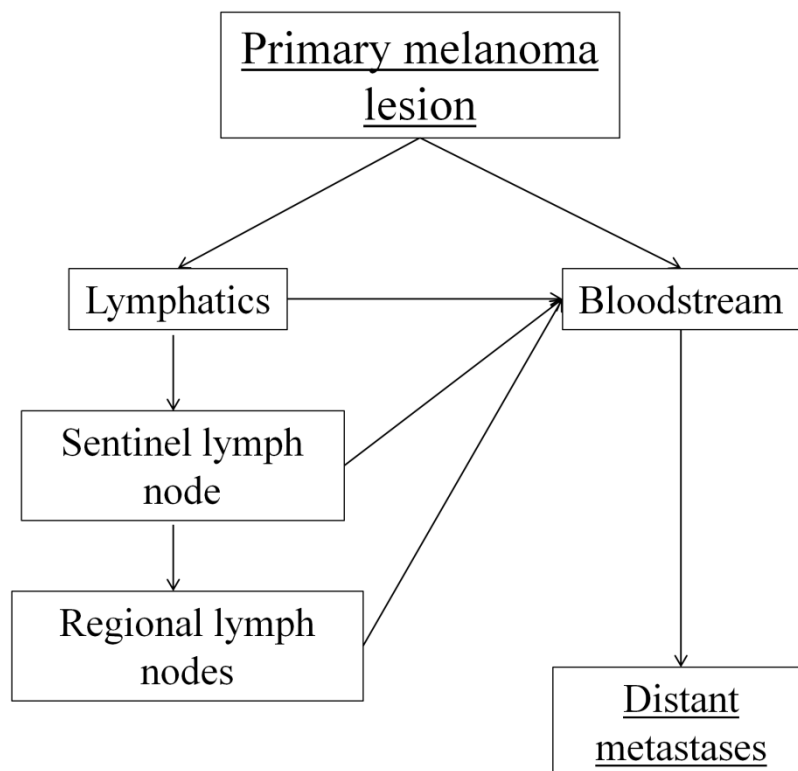 Primary melanoma
lesion
Lymphatics
Bloodstream
Sentinel lymph
node
Regional lymph
nodes
Distant
metastases